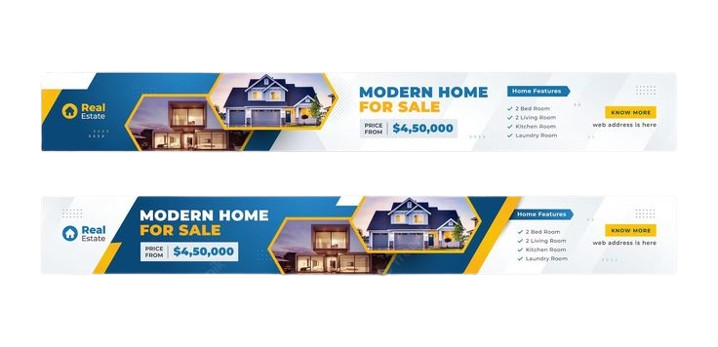 Real
Estate
MODERN HOME
FOR SALE
PRICE
FROM
$4,50,000
Home Features
2 Bed Room
2 Living Room
Kitchen Room
Laundry Room
KNOW MORE
web address is here
Real
Estate
MODERN HOME
FOR SALE
PRICE
FROM
$4,50,000
Home Features
2 Bed Room
2 Living Room
Kitchen Room
Laundry Room
KNOW MORE
web address is here